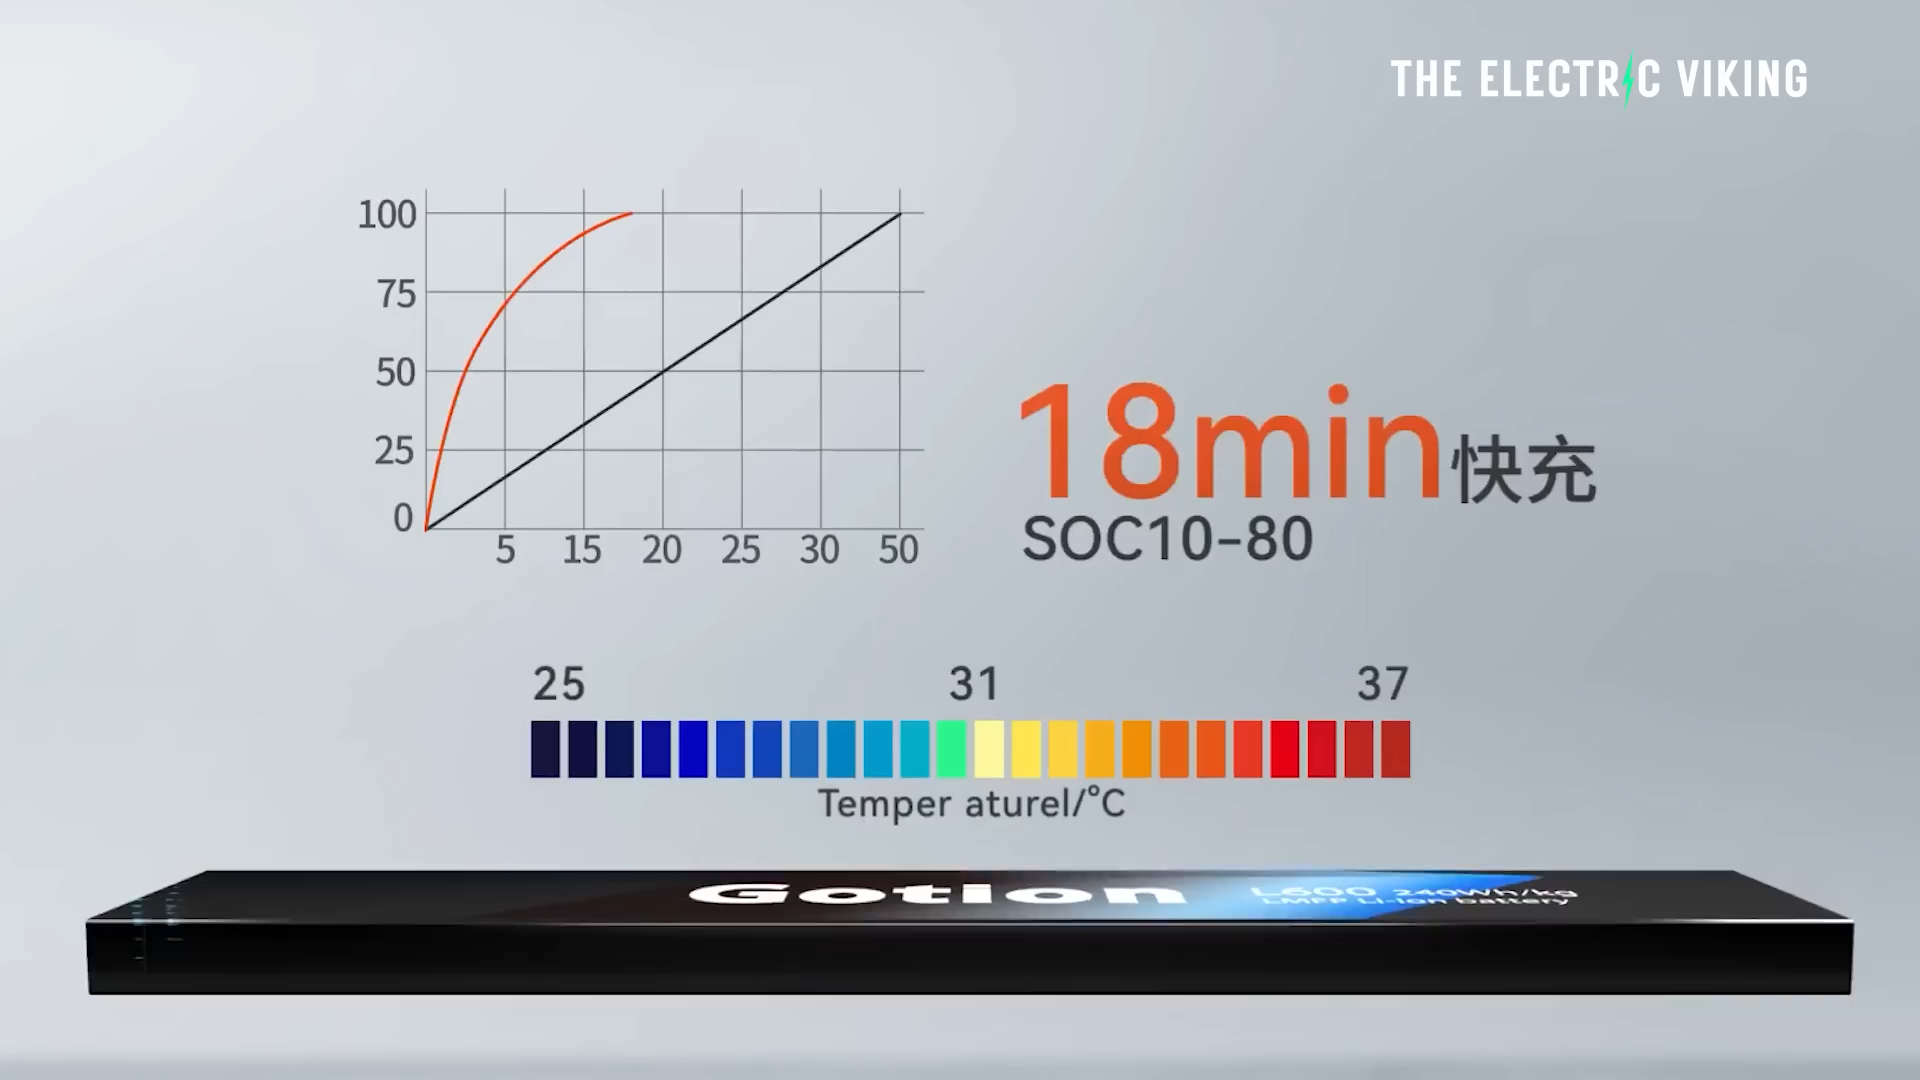 THE ELECTRIC VIKING
100
75
50
25
0
5 15 20 25 30 50
18min快充
SOC10-80
25 31 37
Temper aturel/°C
Gotion
L600 240Wh/kg
LMFP Li-ion battery